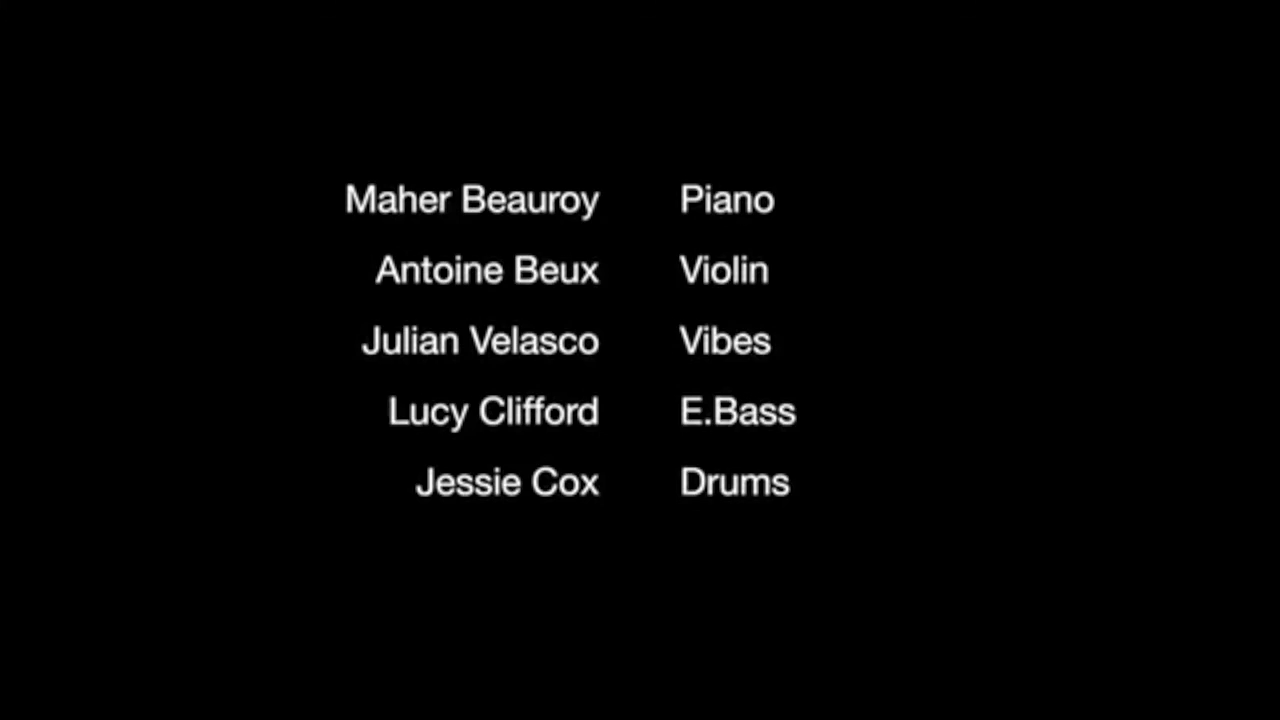 Maher Beauroy Piano
Antoine Beux Violin
Julian Velasco Vibes
Lucy Clifford E.Bass
Jessie Cox Drums